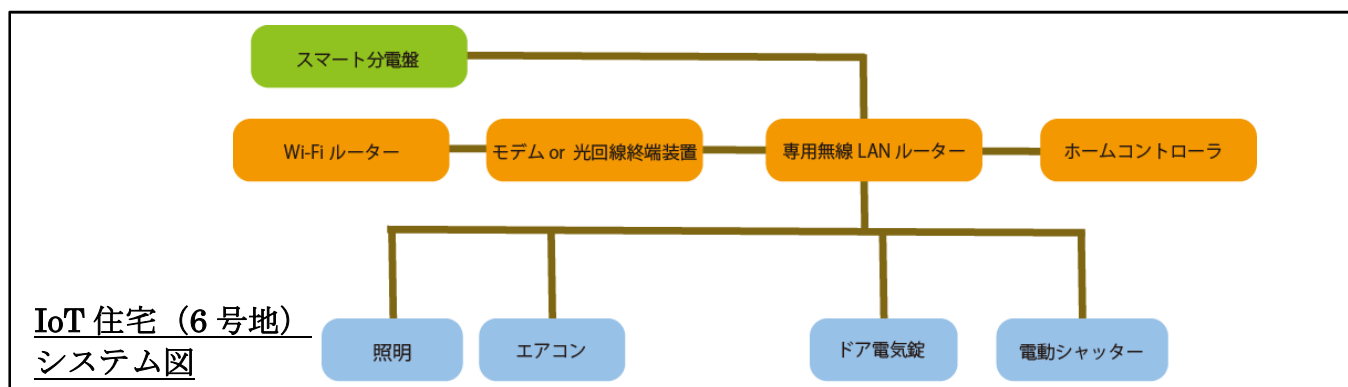 スマート分電盤
Wi-Fi ルーター
モデム or 光回線終端装置
専用無線 LAN ルーター
ホームコントローラ
照明
エアコン
ドア電気錠
電動シャッター
IoT 住宅（6 号地）
システム図